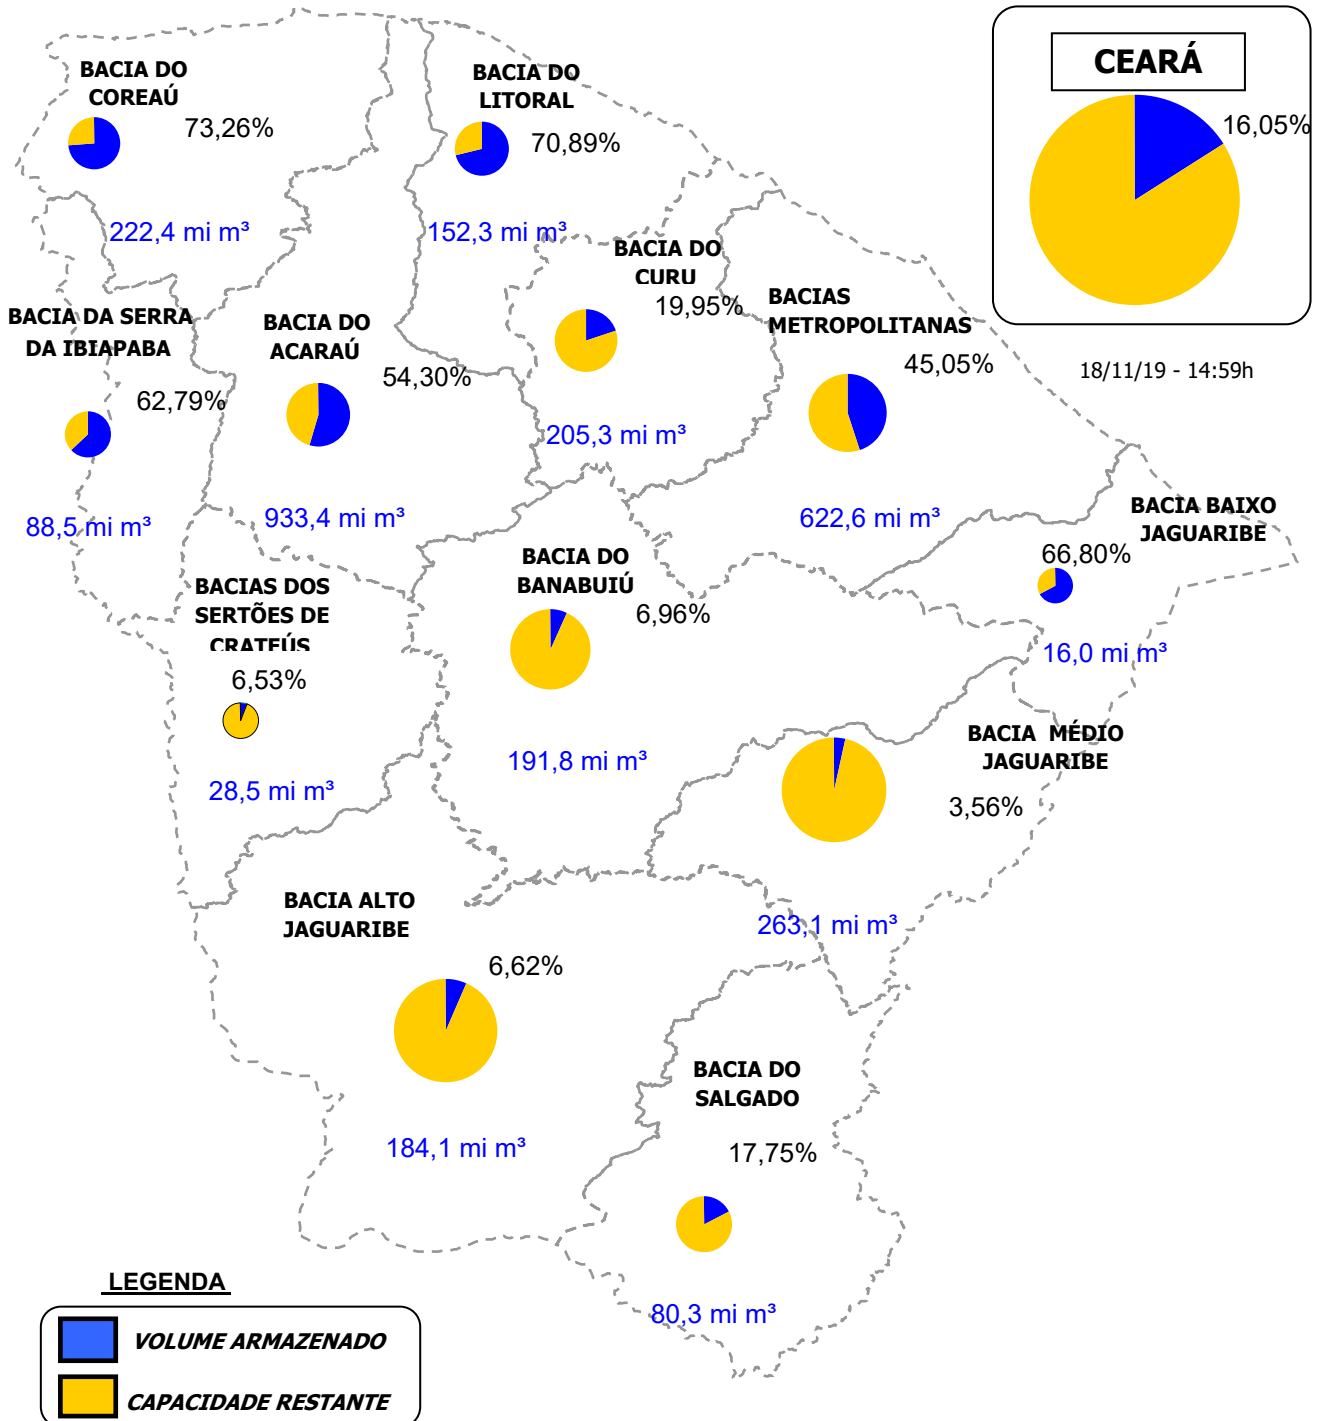 CEARÁ
16,05%
18/11/19 - 14:59h
BACIA DO
COREAÚ
73,26%
222,4 mi m³
BACIA DO
LITORAL
70,89%
152,3 mi m³
BACIA DO
CURU
19,95%
205,3 mi m³
BACIAS
METROPOLITANAS
45,05%
622,6 mi m³
BACIA DA SERRA
DA IBIAPABA
62,79%
88,5 mi m³
BACIA DO
ACARAÚ
54,30%
933,4 mi m³
BACIA BAIXO
JAGUARIBE
66,80%
16,0 mi m³
BACIA DO
BANABUIÚ
6,96%
191,8 mi m³
BACIAS DOS
SERTÕES DE
CRATEÚS
6,53%
28,5 mi m³
BACIA MÉDIO
JAGUARIBE
3,56%
263,1 mi m³
BACIA ALTO
JAGUARIBE
6,62%
184,1 mi m³
BACIA DO
SALGADO
17,75%
80,3 mi m³
LEGENDA
VOLUME ARMAZENADO
CAPACIDADE RESTANTE